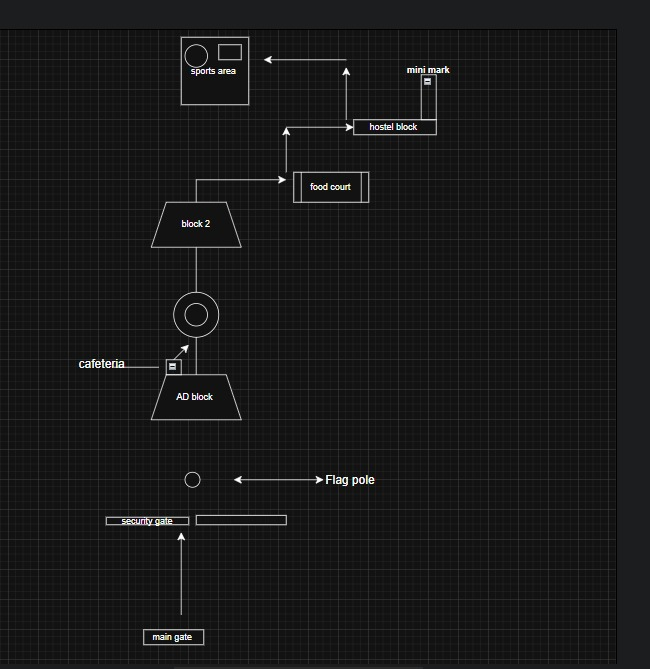 mini mark
sports area
hostel block
food court
block 2
cafeteria
AD block
Flag pole
security gate
main gate